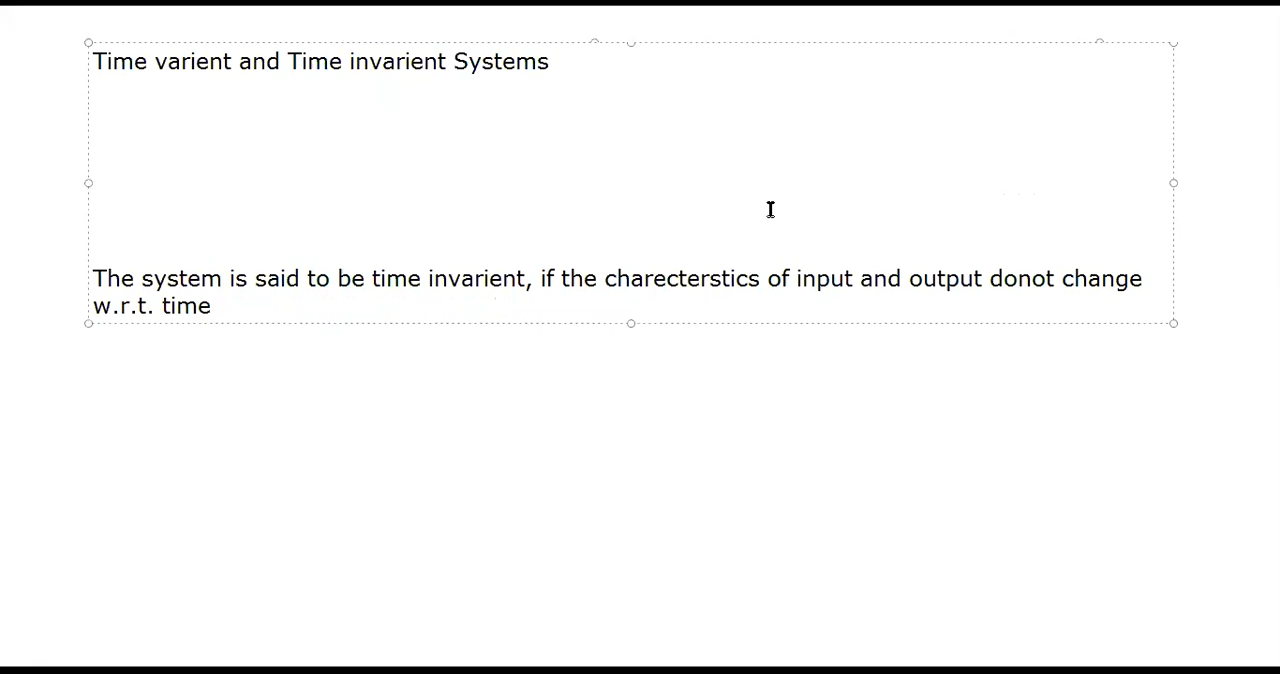 Time varient and Time invarient Systems
The system is said to be time invarient, if the charecterstics of input and output donot change
w.r.t. time